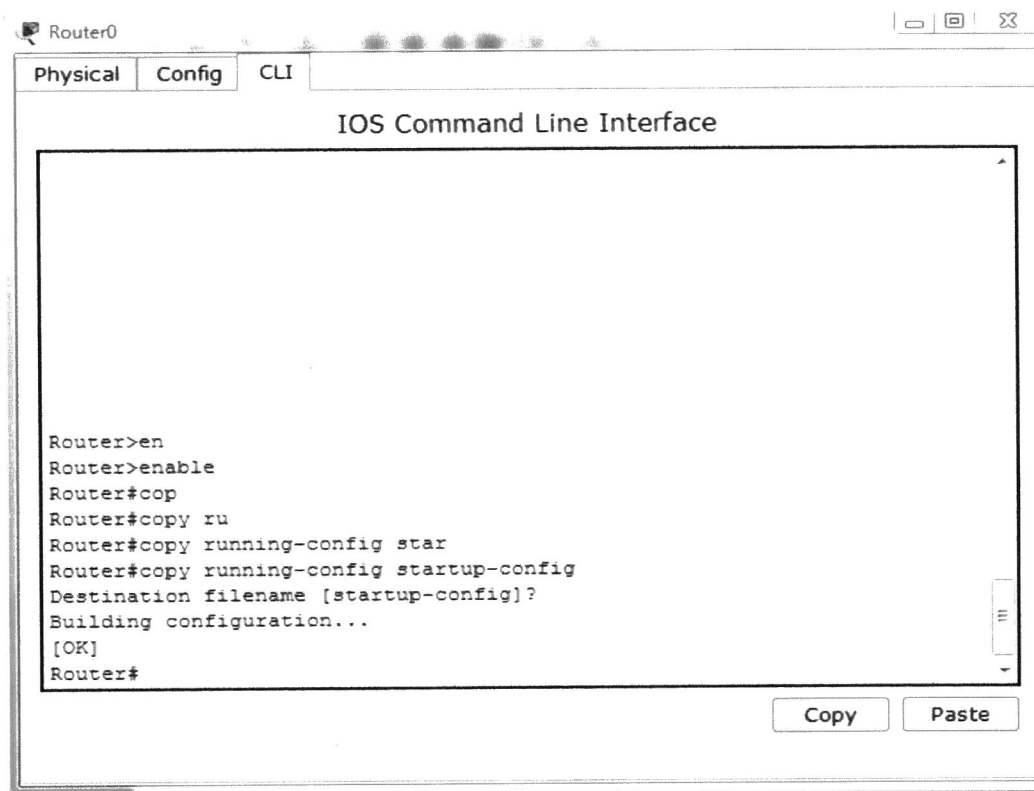 Router0
Physical Config CLI
IOS Command Line Interface
Router>en
Router>enable
Router#cop
Router#copy ru
Router#copy running-config star
Router#copy running-config startup-config
Destination filename [startup-config]?
Building configuration...
[OK]
Router#
Copy Paste